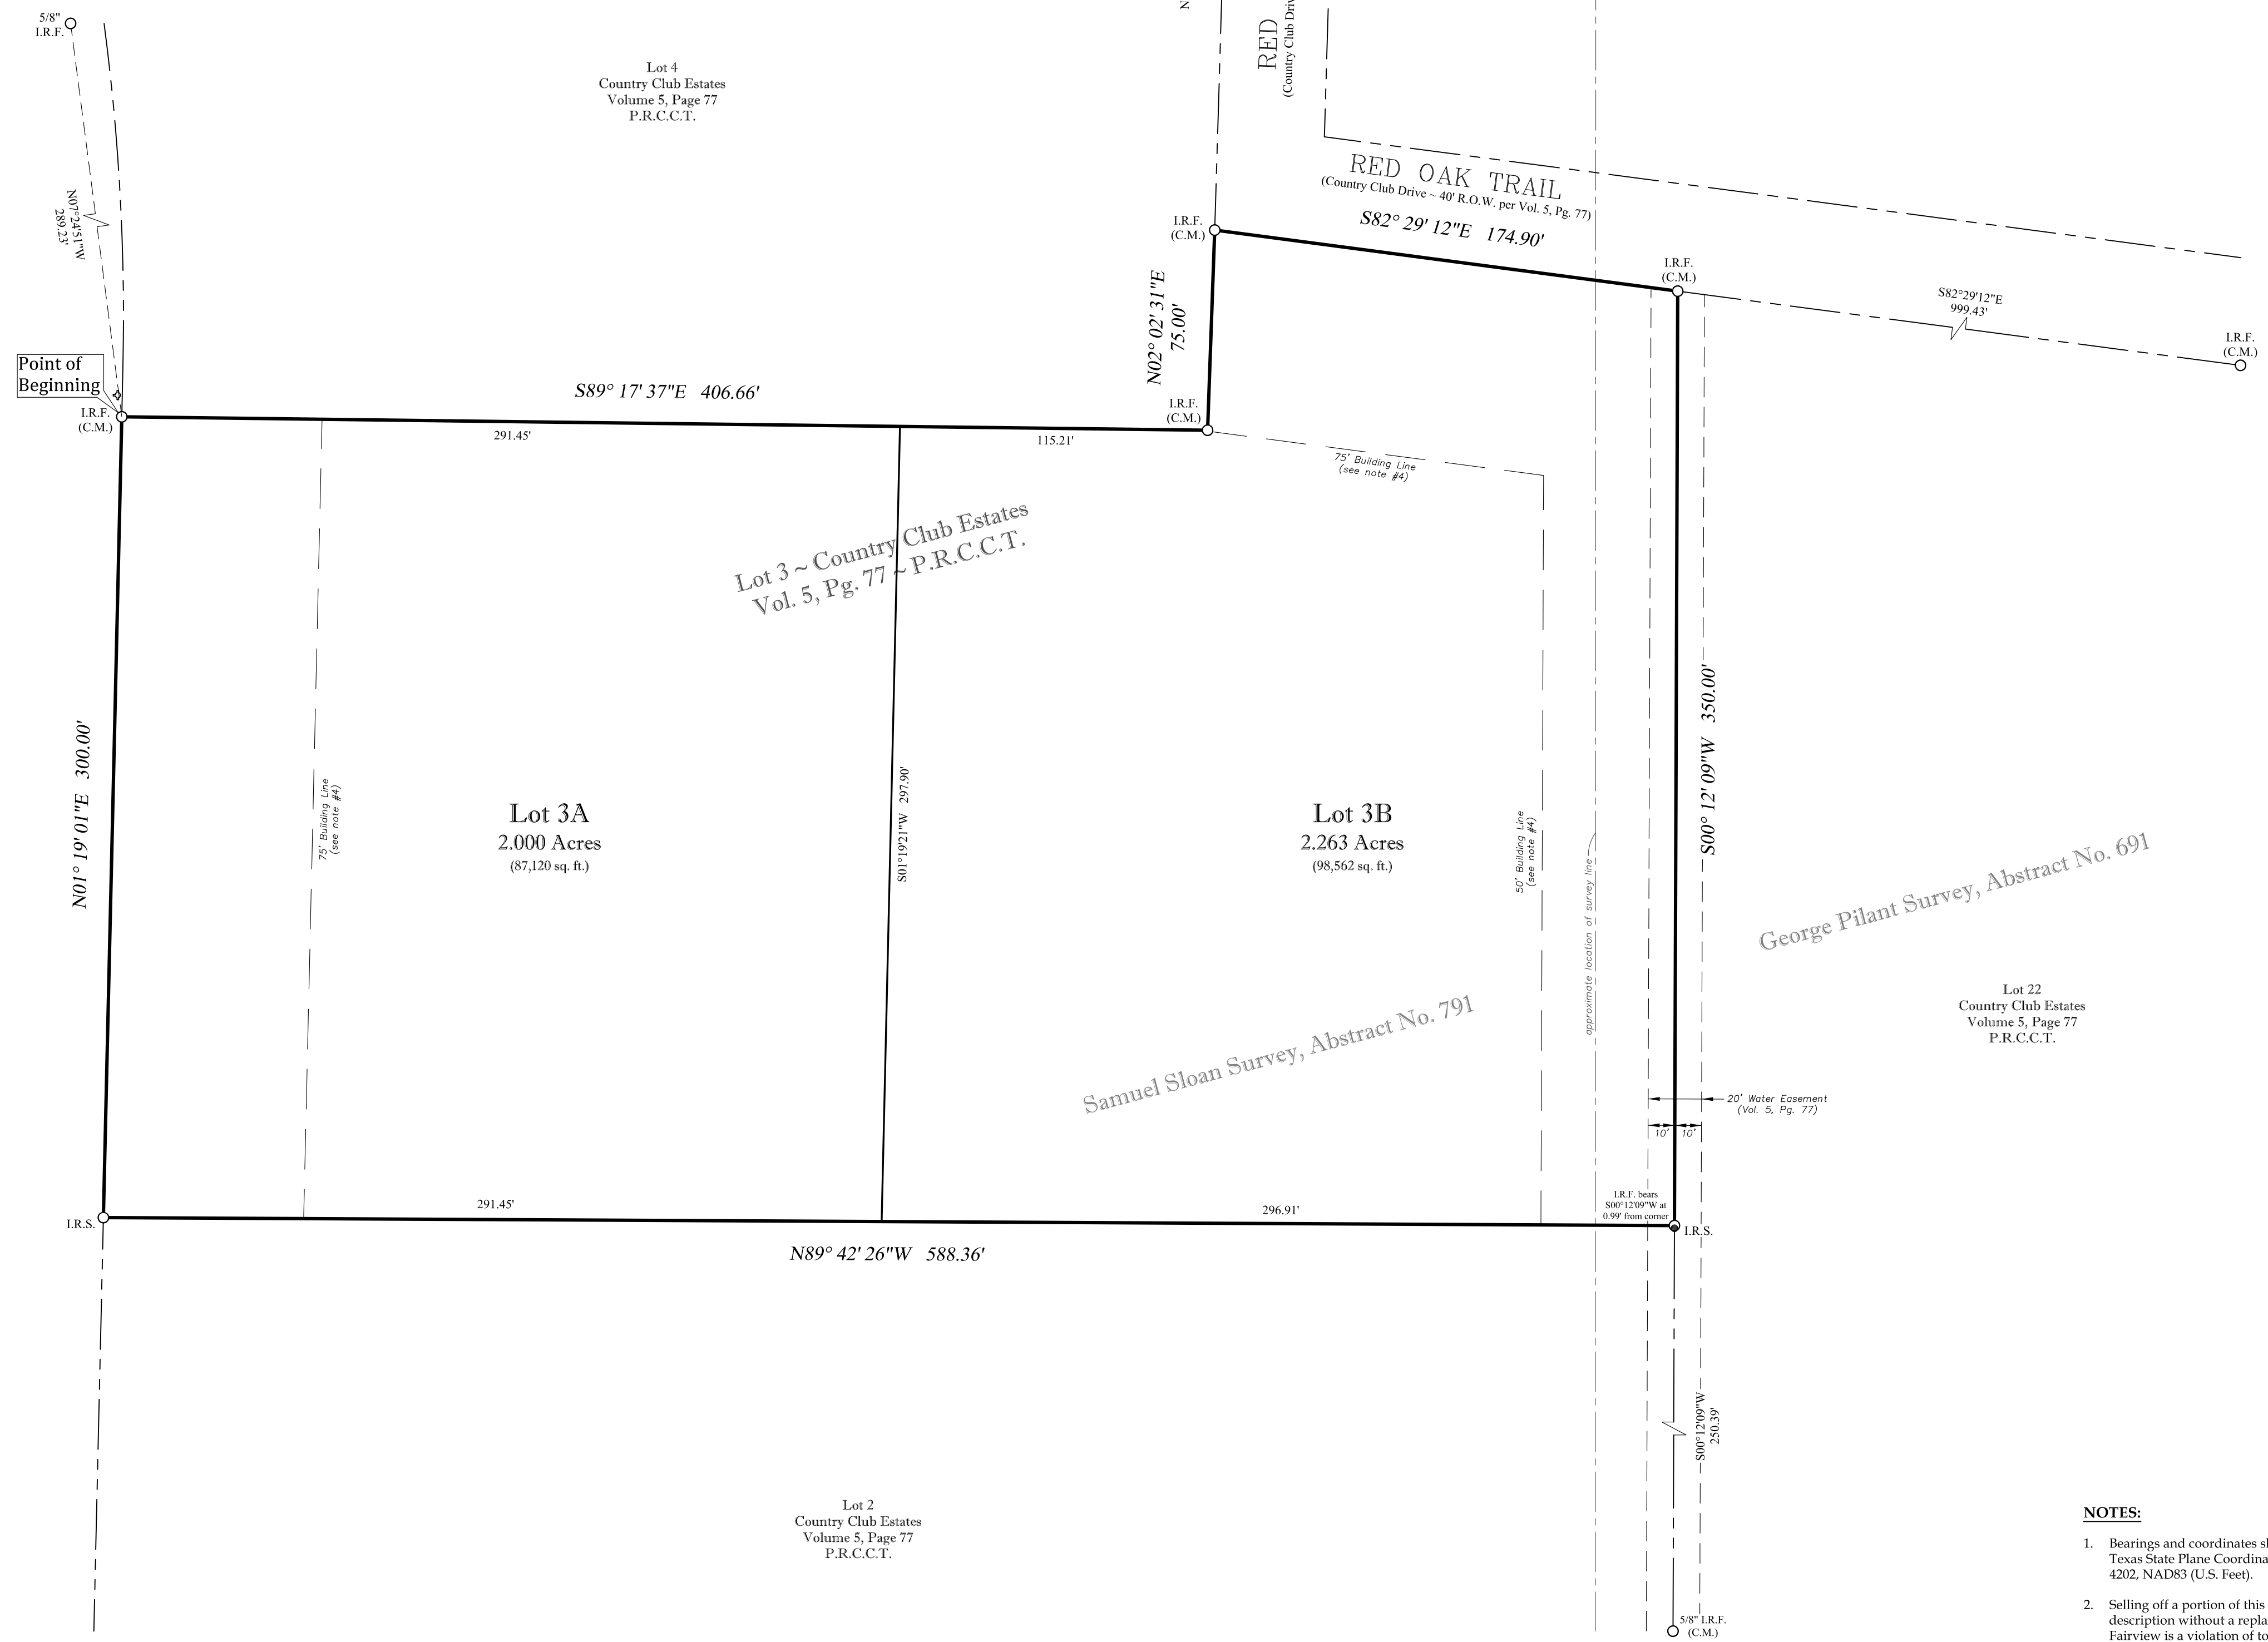 5/8"
I.R.F.
N07°24'51"W
289.23'
Lot 4
Country Club Estates
Volume 5, Page 77
P.R.C.C.T.
N
RED
(Country Club Driv
RED OAK TRAIL
(Country Club Drive ~ 40' R.O.W. per Vol. 5, Pg. 77)
S82° 29' 12"E 174.90'
I.R.F.
(C.M.)
I.R.F.
(C.M.)
S82°29'12"E
999.43'
I.R.F.
(C.M.)
N02° 02' 31"E
75.00'
I.R.F.
(C.M.)
Point of
Beginning
I.R.F.
(C.M.)
S89° 17' 37"E 406.66'
291.45'
115.21'
75' Building Line
(see note #4)
Lot 3 ~ Country Club Estates
Vol. 5, Pg. 77 ~ P.R.C.C.T.
N01° 19' 01"E 300.00'
75' Building Line
(see note #4)
Lot 3A
2.000 Acres
(87,120 sq. ft.)
S01°19'21"W 297.90'
Lot 3B
2.263 Acres
(98,562 sq. ft.)
50' Building Line
(see note #4)
approximate location of survey line
S00° 12' 09"W 350.00'
George Pilant Survey, Abstract No. 691
Samuel Sloan Survey, Abstract No. 791
Lot 22
Country Club Estates
Volume 5, Page 77
P.R.C.C.T.
20' Water Easement
(Vol. 5, Pg. 77)
10'
10'
I.R.F. bears
S00°12'09"W at
0.99' from corner
I.R.S.
I.R.S.
291.45'
296.91'
N89° 42' 26"W 588.36'
S00°12'09"W
250.39'
Lot 2
Country Club Estates
Volume 5, Page 77
P.R.C.C.T.
5/8" I.R.F.
(C.M.)
NOTES:
1. Bearings and coordinates sh
Texas State Plane Coordina
4202, NAD83 (U.S. Feet).
2. Selling off a portion of this
description without a repla
Fairview is a violation of to